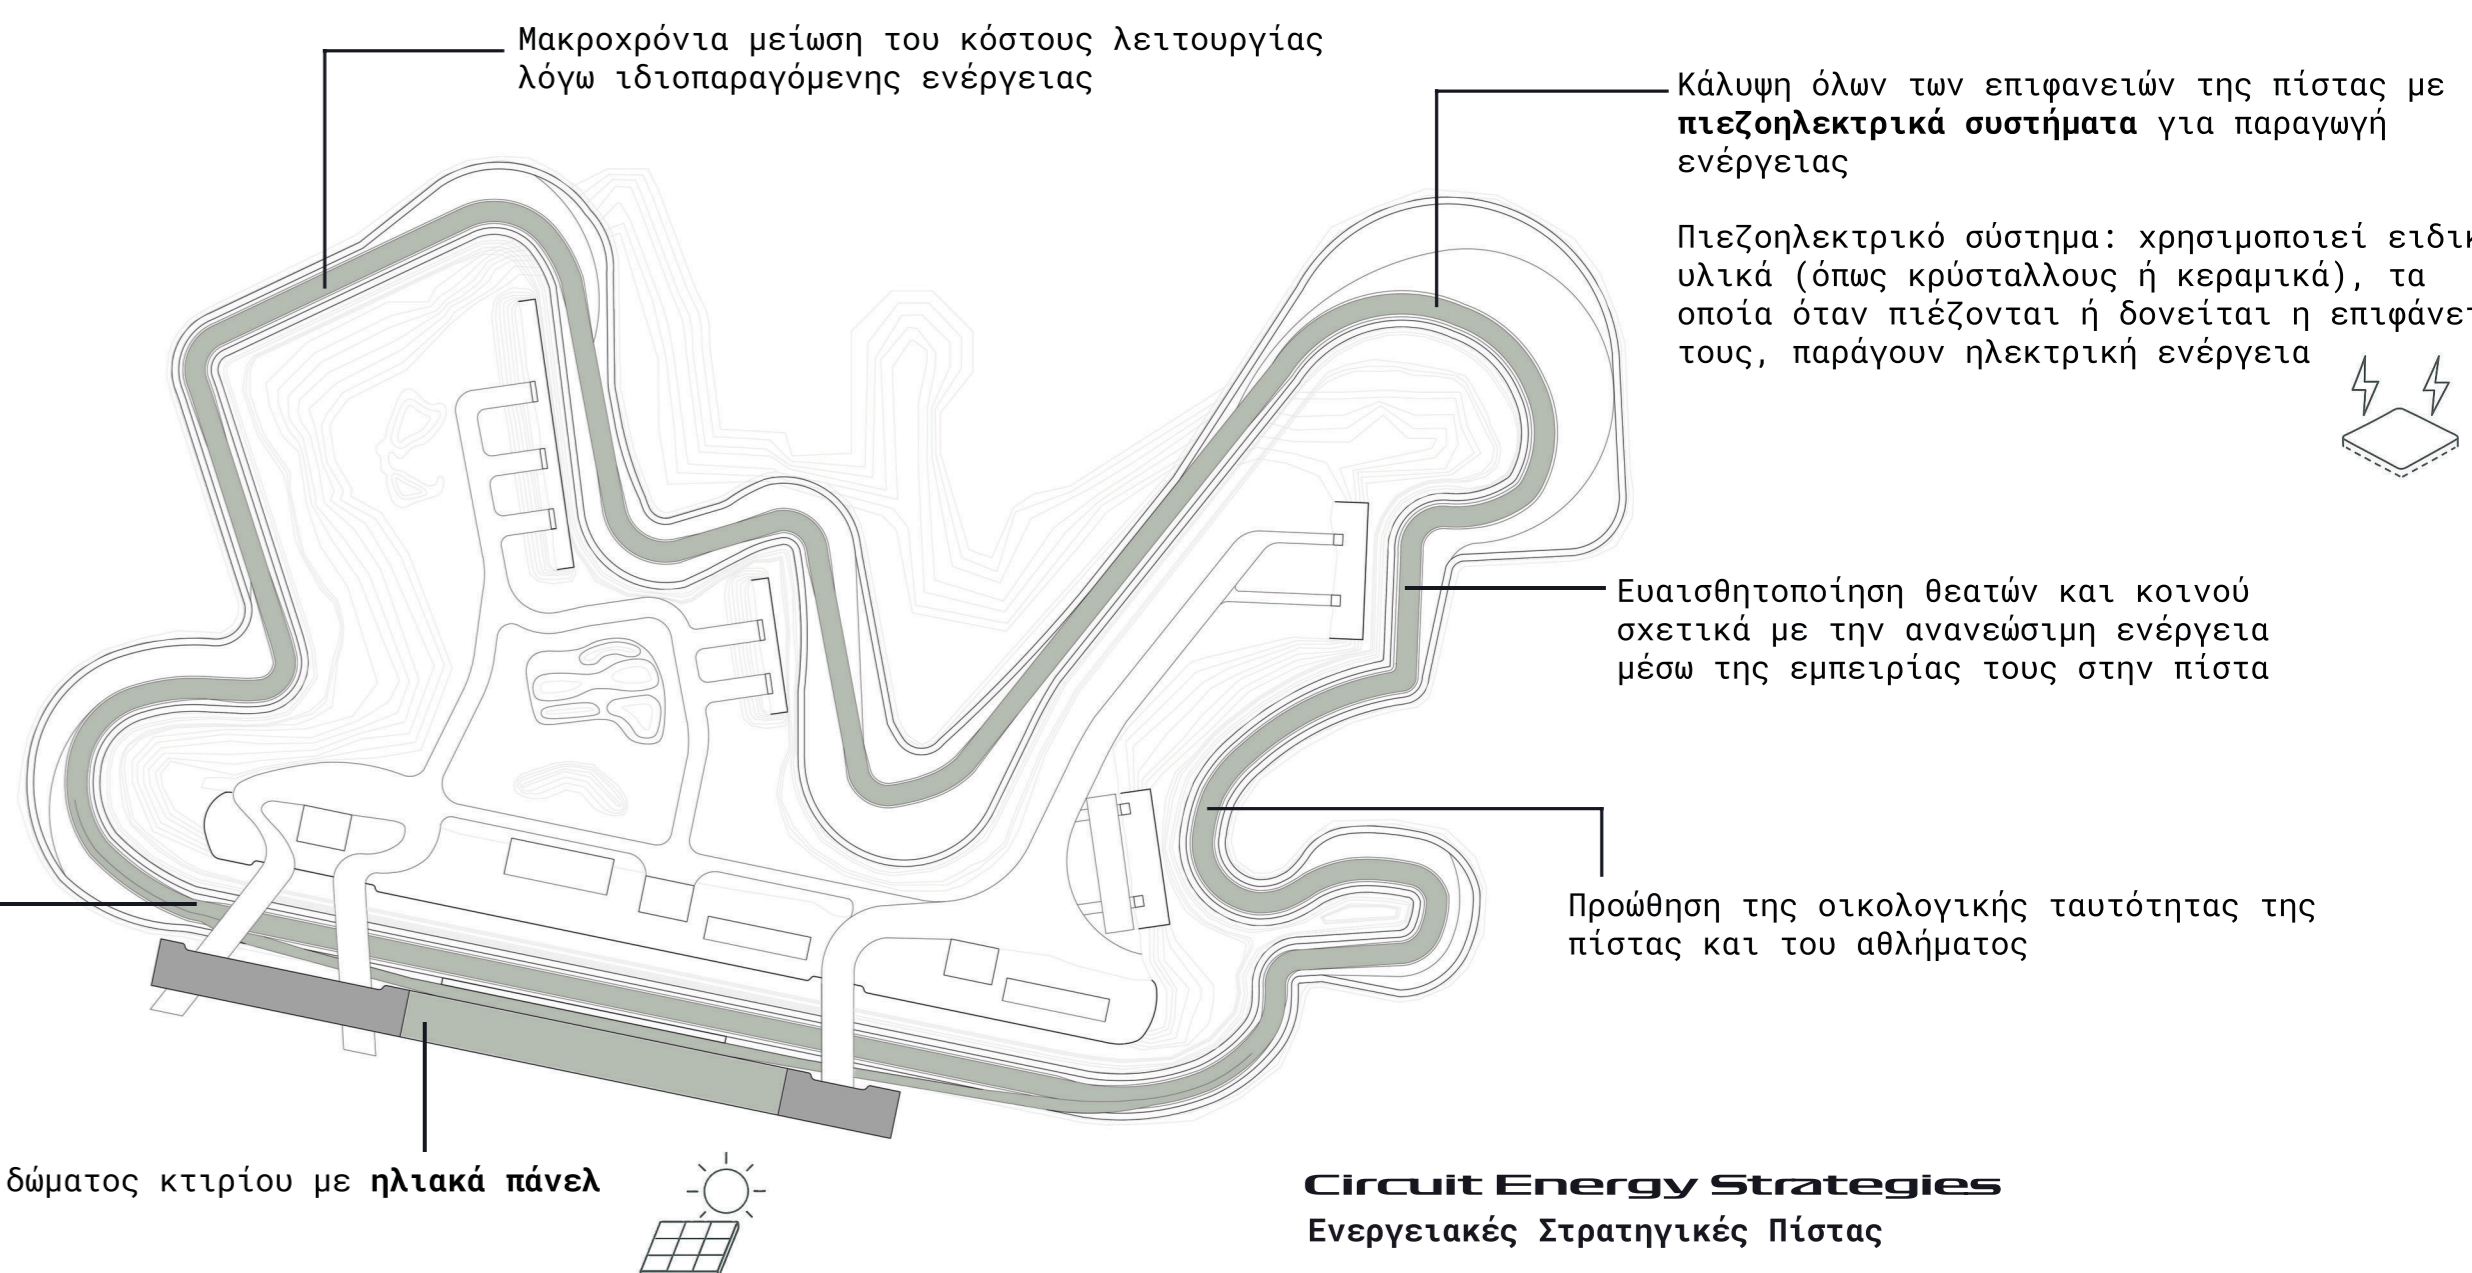 Μακροχρόνια μείωση του κόστους λειτουργίας
λόγω ιδιοπαραγόμενης ενέργειας
Κάλυψη όλων των επιφανειών της πίστας με
πιεζοηλεκτρικά συστήματα για παραγωγή
ενέργειας
Πιεζοηλεκτρικό σύστημα: χρησιμοποιεί
υλικά (όπως κρύσταλλους ή κεραμικά), τα
οποία όταν πιέζονται ή δονείται η
τους, παράγουν ηλεκτρική ενέργεια
Ευαισθητοποίηση θεατών και κοινού
σχετικά με την ανανεώσιμη ενέργεια
μέσω της εμπειρίας τους στην πίστα
Προώθηση της οικολογικής ταυτότητας της
πίστας και του αθλήματος
δώματος κτιρίου με ηλιακά πάνελ
Circuit Energy Strategies
Ενεργειακές Στρατηγικές Πίστας